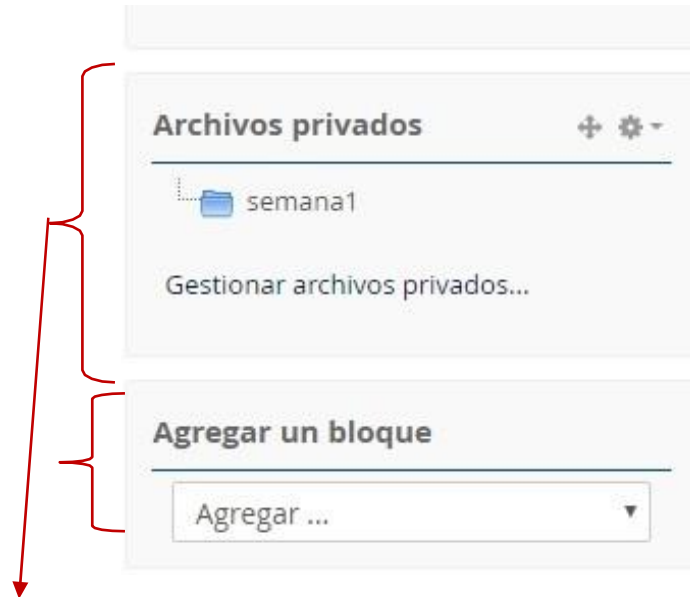 Archivos privados
semana1
Gestionar archivos privados...
Agregar un bloque
Agregar ...